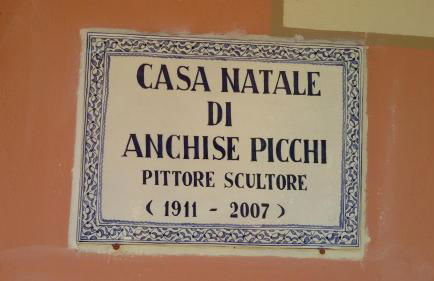 CASA NATALE
DI
ANCHISE PICCHI
PITTORE SCULTORE
( 1911 - 2007 )